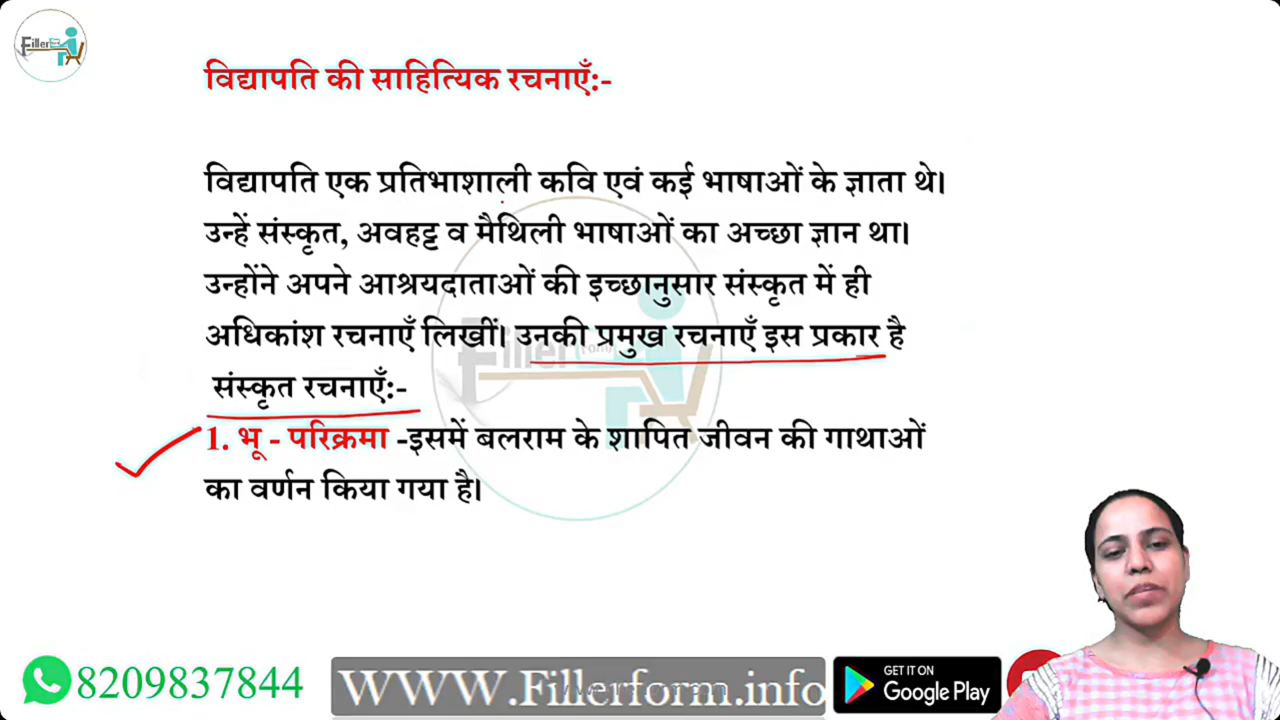 Fillerform
विद्यापति की साहित्यिक रचनाएँ:-
विद्यापति एक प्रतिभाशाली कवि एवं कई भाषाओं के ज्ञाता थे।
उन्हें संस्कृत, अवहट्ट व मैथिली भाषाओं का अच्छा ज्ञान था।
उन्होंने अपने आश्रयदाताओं की इच्छानुसार संस्कृत में ही
अधिकांश रचनाएँ लिखीं। उनकी प्रमुख रचनाएँ इस प्रकार है
संस्कृत रचनाएँ:-
1. भू - परिक्रमा -इसमें बलराम के शापित जीवन की गाथाओं
का वर्णन किया गया है।
8209837844
WWW.Fillerform.info
GET IT ON
Google Play